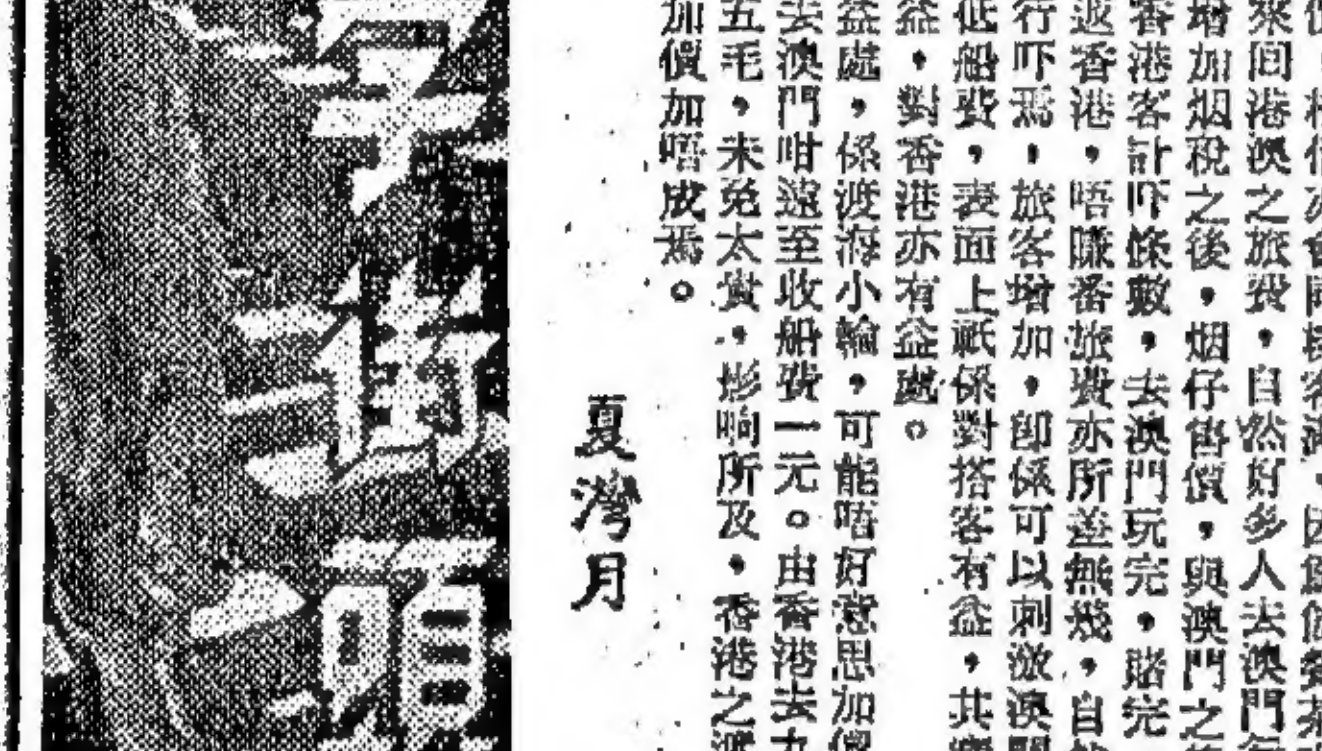 來回港澳之旅費，自然好多人去澳門
增加烟稅之後，烟仔售價，與澳門之
香港客計吓條數，去澳門玩完，賭完
返香港，唔賺番旅費亦所差無幾，自
行吓焉，旅客增加，卽係可以刺激澳
低船費，表面上祇係對搭客有益，其
益，對香港亦有益處。
益處，係渡海小輪，可能唔好意思加價
去澳門咁遠至收船費一元。由香港去九
五毛，未免太貴，影响所及，香港之渡
加價加唔成焉。
夏灣月
字街頭